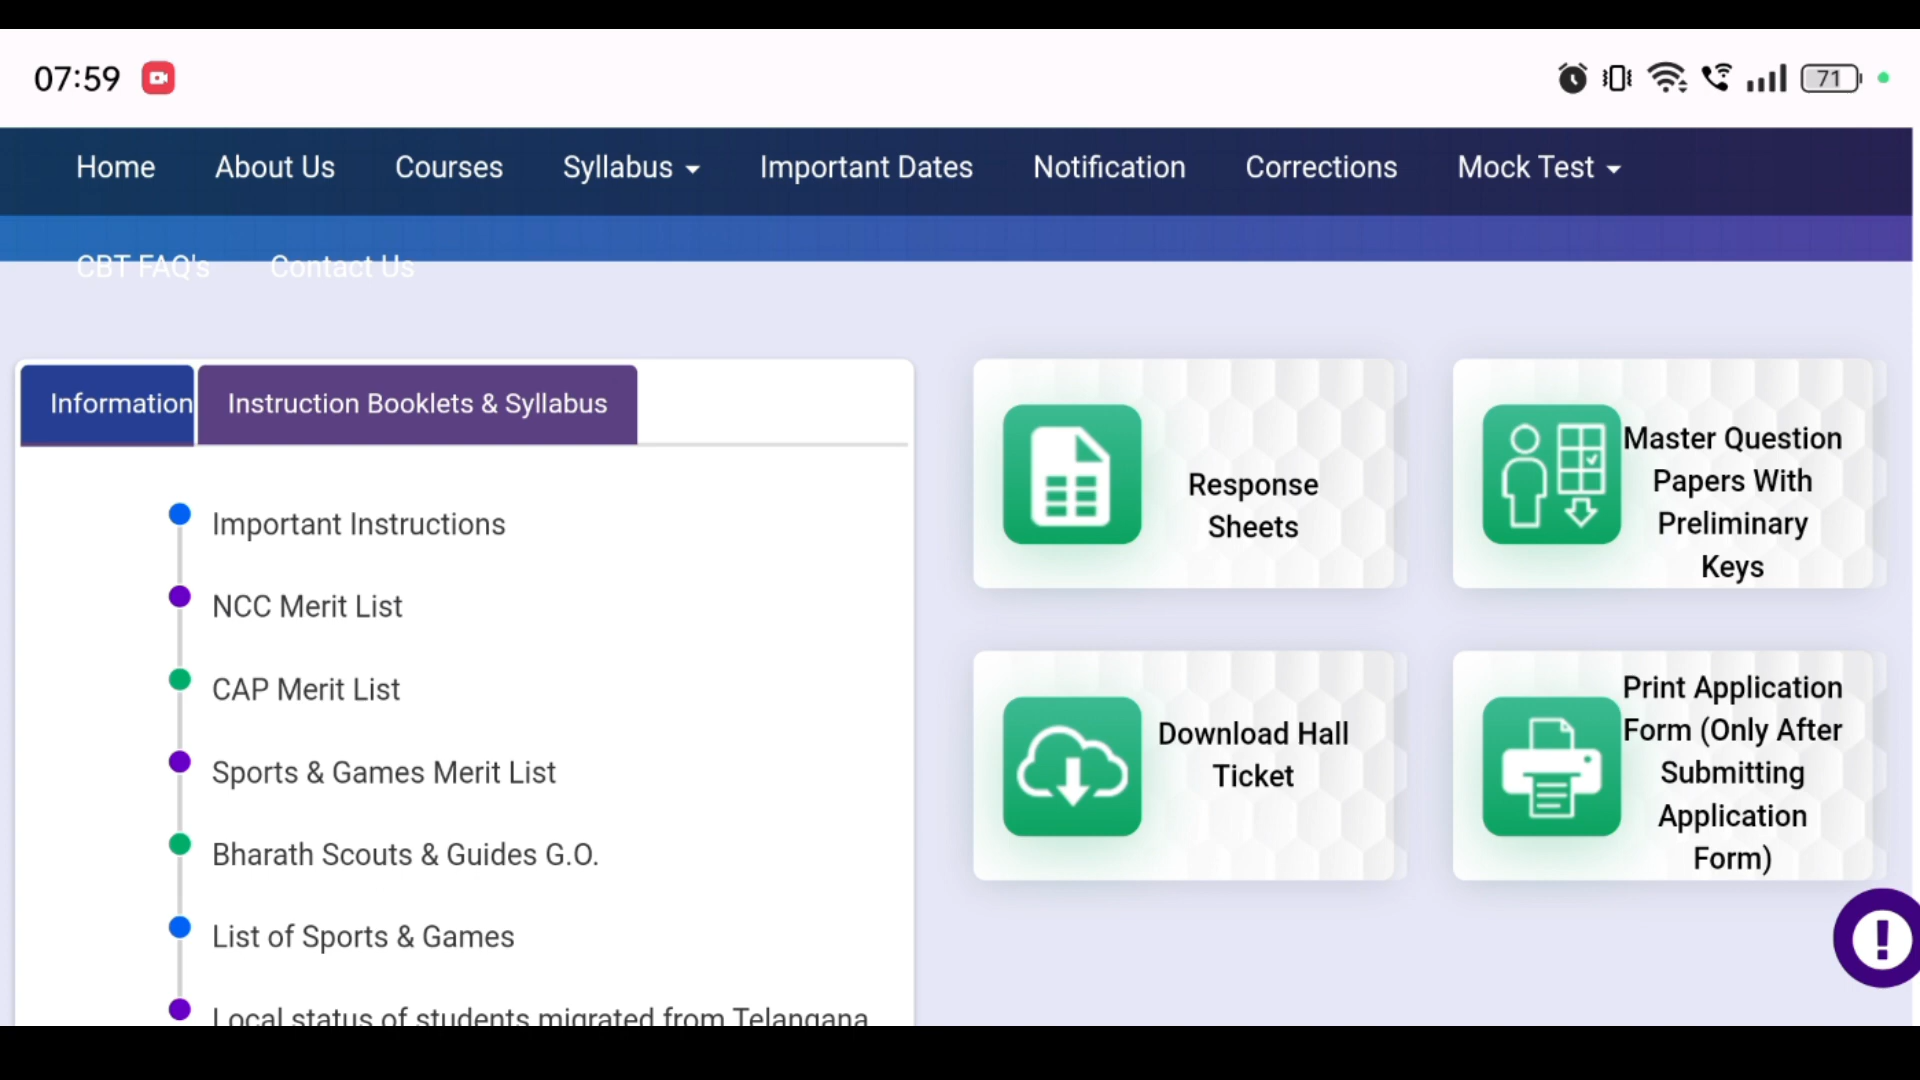 07:59
71
Home About Us Courses Syllabus Important Dates Notification Corrections Mock Test
CBT FAQ's Contact Us
Information Instruction Booklets & Syllabus
Important Instructions
NCC Merit List
CAP Merit List
Sports & Games Merit List
Bharath Scouts & Guides G.O.
List of Sports & Games
Local status of students migrated from Telangana
Response
Sheets
Master Question
Papers With
Preliminary
Keys
Download Hall
Ticket
Print Application
Form (Only After
Submitting
Application
Form)